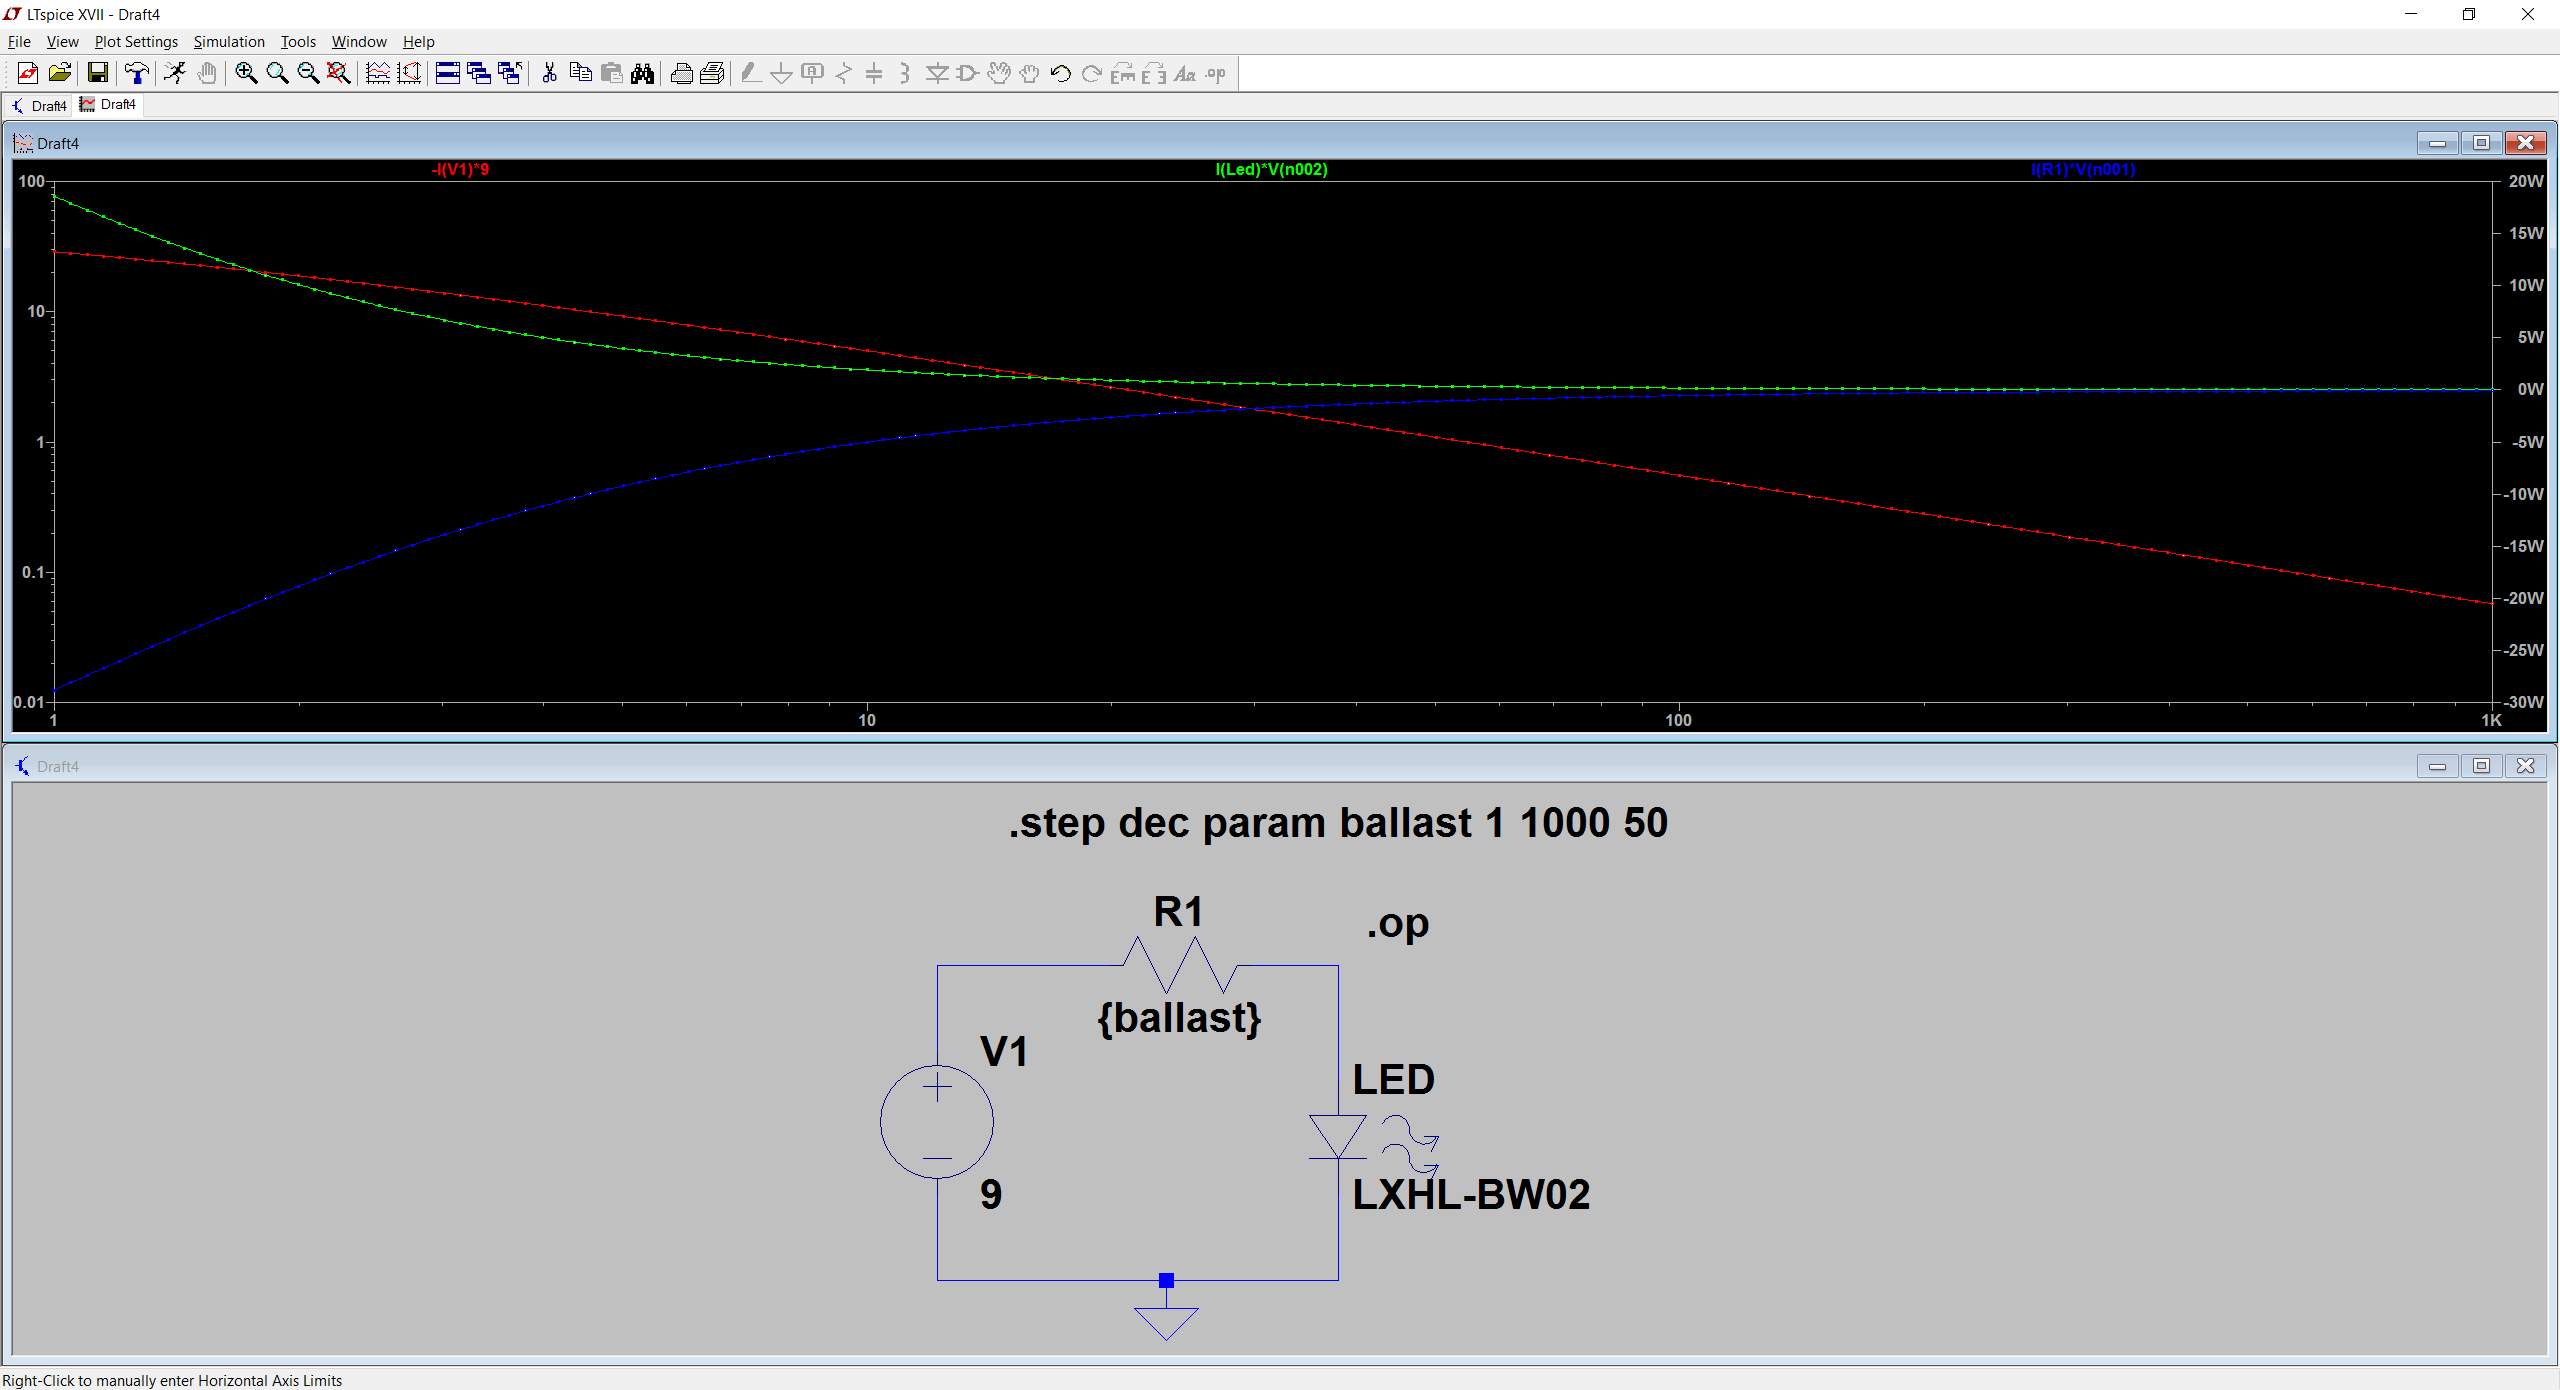 LTspice XVII - Draft4
File View Plot Settings Simulation Tools Window Help
Draft4 Draft4
Draft4
-I(V1)*9 I(Led)*V(n002) I(R1)*V(n001)
100 20W
15W
10W
10 5W
0W
1 -5W
-10W
-15W
0.1 -20W
-25W
0.01 -30W
1 10 100 1K
Draft4
.step dec param ballast 1 1000 50
R1
.op
{ballast}
V1
LED
9
LXHL-BW02
Right-Click to manually enter Horizontal Axis Limits